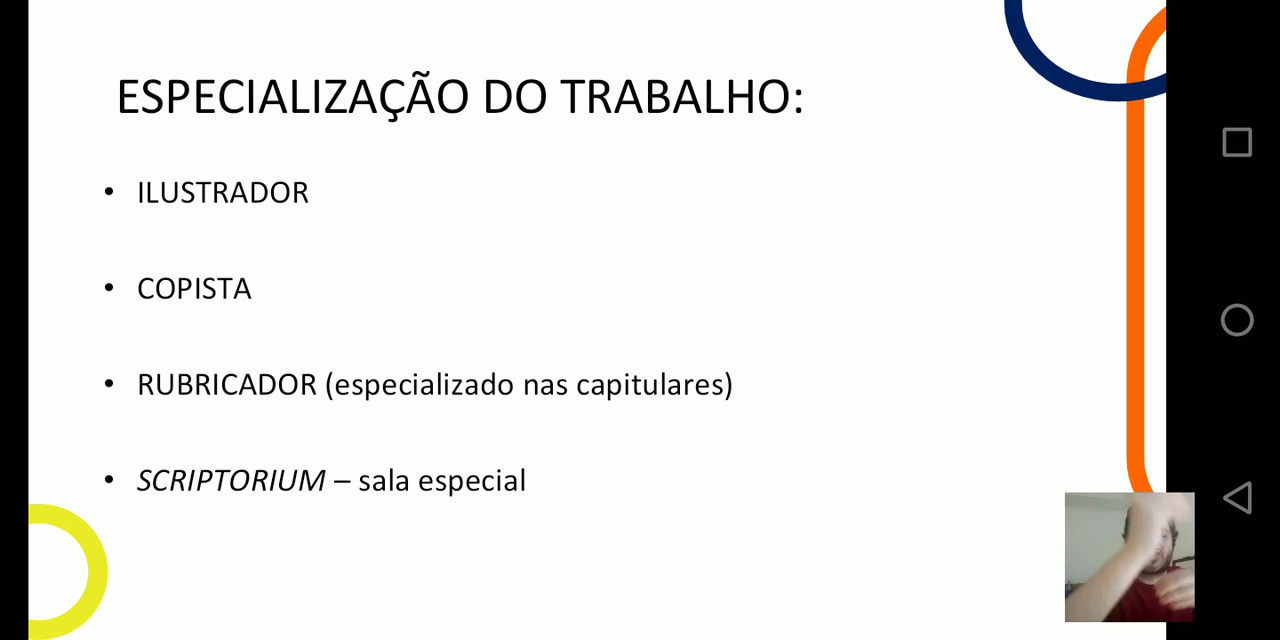 ESPECIALIZAÇÃO DO TRABALHO:
• ILUSTRADOR
• COPISTA
• RUBRICADOR (especializado nas capitulares)
• SCRIPTORIUM – sala especial